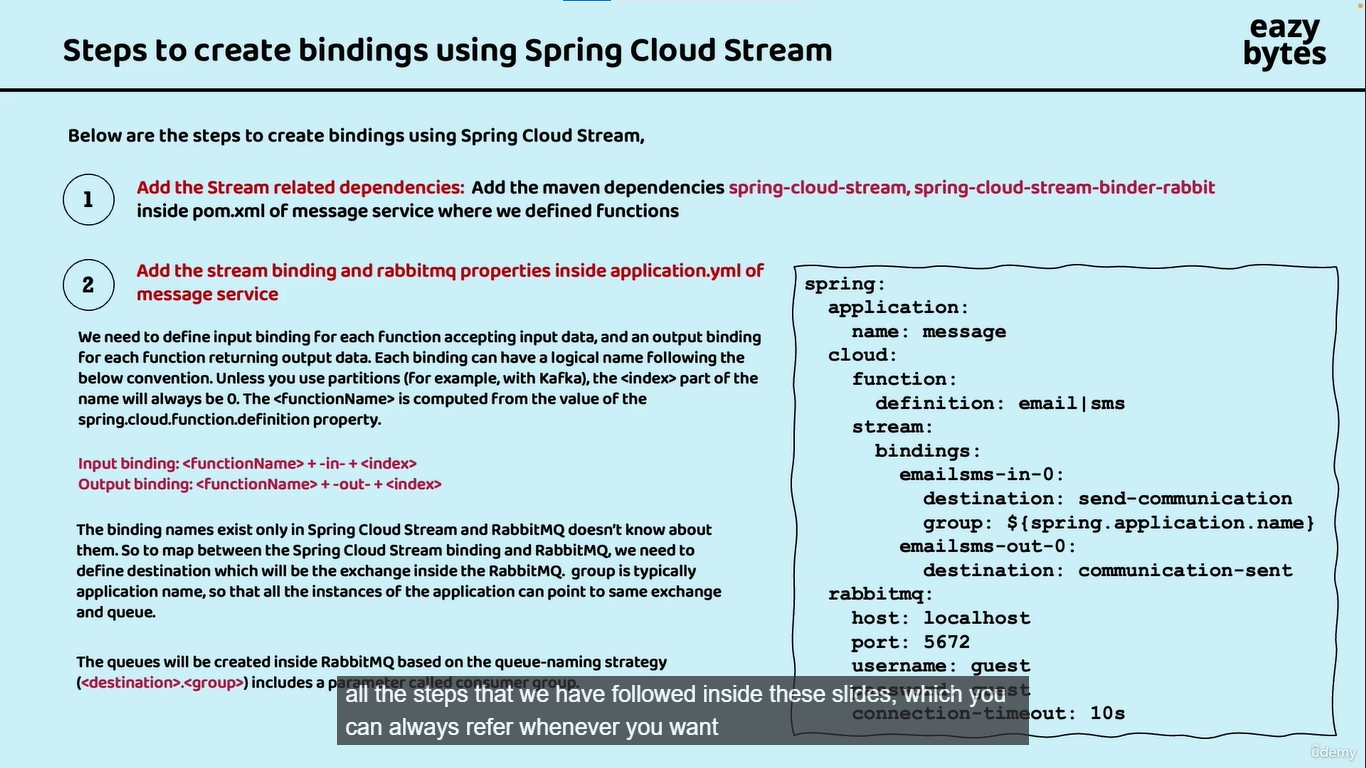 eazy
bytes
Steps to create bindings using Spring Cloud Stream
Below are the steps to create bindings using Spring Cloud Stream,
1
Add the Stream related dependencies: Add the maven dependencies spring-cloud-stream, spring-cloud-stream-binder-rabbit
inside pom.xml of message service where we defined functions
2
Add the stream binding and rabbitmq properties inside application.yml of
message service
We need to define input binding for each function accepting input data, and an output binding
for each function returning output data. Each binding can have a logical name following the
below convention. Unless you use partitions (for example, with Kafka), the <index> part of the
name will always be 0. The <functionName> is computed from the value of the
spring.cloud.function.definition property.
Input binding: <functionName> + -in- + <index>
Output binding: <functionName> + -out- + <index>
The binding names exist only in Spring Cloud Stream and RabbitMQ doesn't know about
them. So to map between the Spring Cloud Stream binding and RabbitMQ, we need to
define destination which will be the exchange inside the RabbitMQ. group is typically
application name, so that all the instances of the application can point to same exchange
and queue.
The queues will be created inside RabbitMQ based on the queue-naming strategy
(<destination>.<group>) includes a parameter called consumer group.
spring:
application:
name: message
cloud:
function:
definition: email|sms
stream:
bindings:
emailsms-in-0:
destination: send-communication
group: ${spring.application.name}
emailsms-out-0:
destination: communication-sent
rabbitmq:
host: localhost
port: 5672
username: guest
password: guest
connection-timeout: 10s
all the steps that we have followed inside these slides, which you
can always refer whenever you want
ûdemy